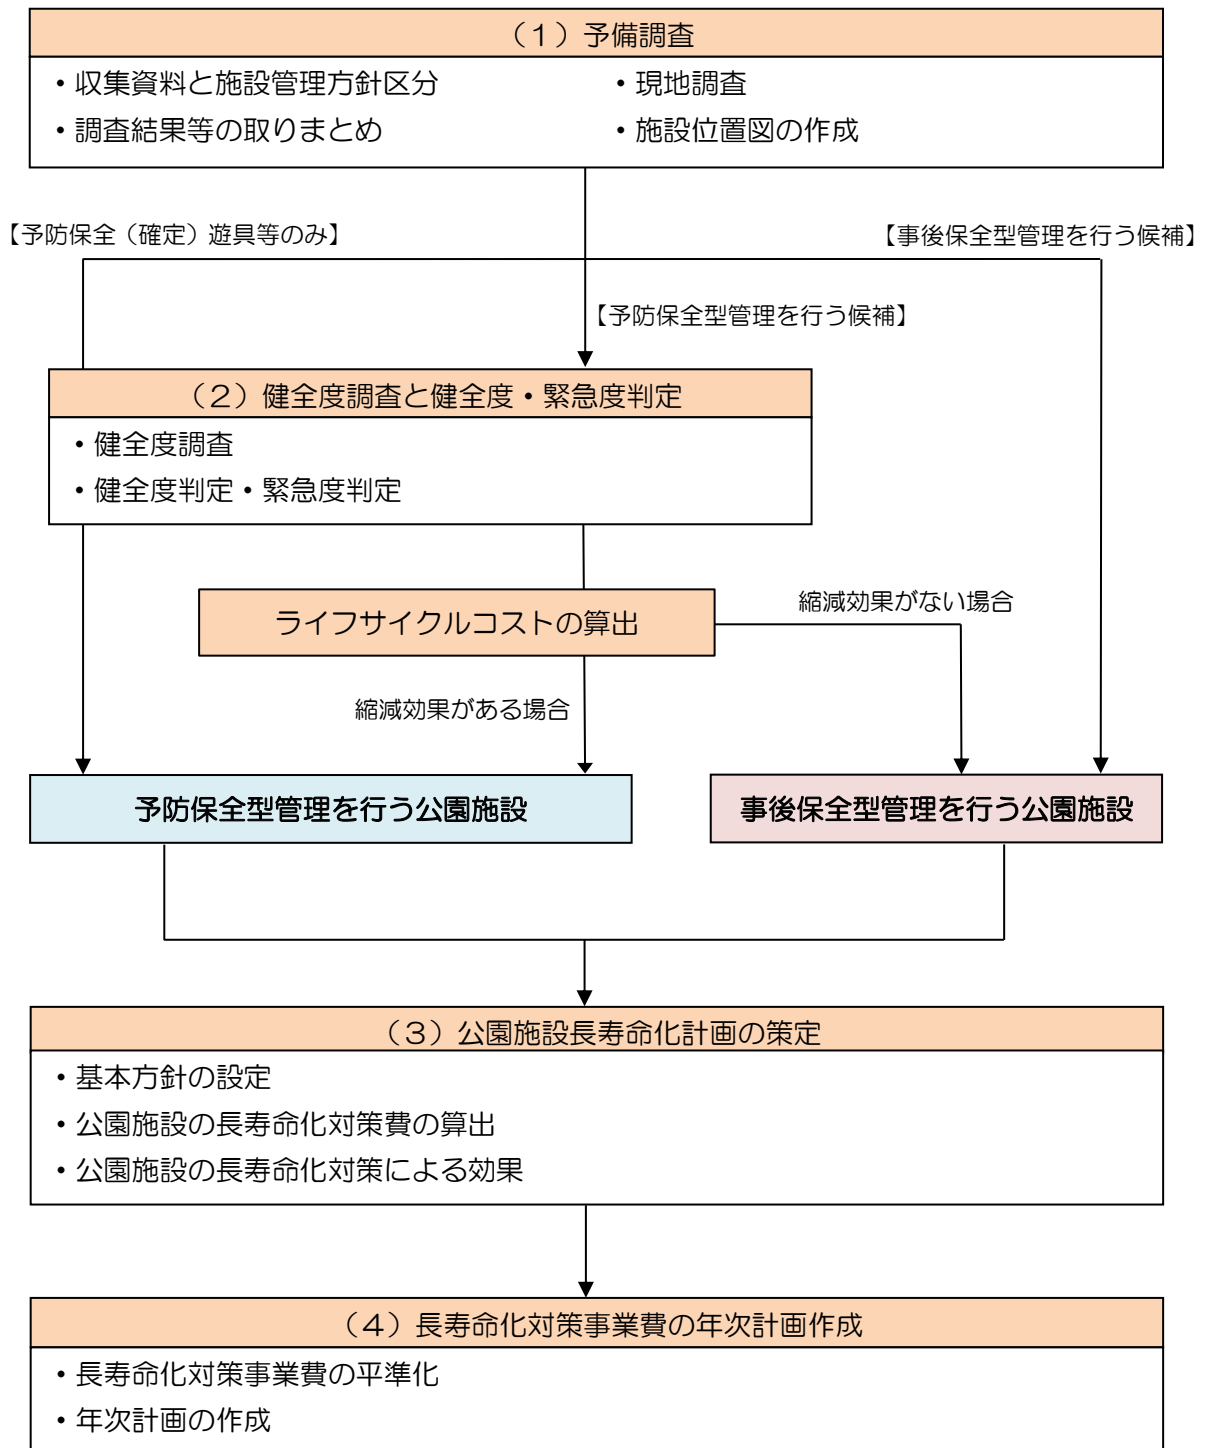 （１）予備調査
・収集資料と施設管理方針区分
・現地調査
・調査結果等の取りまとめ
・施設位置図の作成
【予防保全（確定）遊具等のみ】
【事後保全型管理を行う候補】
【予防保全型管理を行う候補】
（２）健全度調査と健全度・緊急度判定
・健全度調査
・健全度判定・緊急度判定
ライフサイクルコストの算出
縮減効果がない場合
縮減効果がある場合
予防保全型管理を行う公園施設
事後保全型管理を行う公園施設
（３）公園施設長寿命化計画の策定
・基本方針の設定
・公園施設の長寿命化対策費の算出
・公園施設の長寿命化対策による効果
（４）長寿命化対策事業費の年次計画作成
・長寿命化対策事業費の平準化
・年次計画の作成